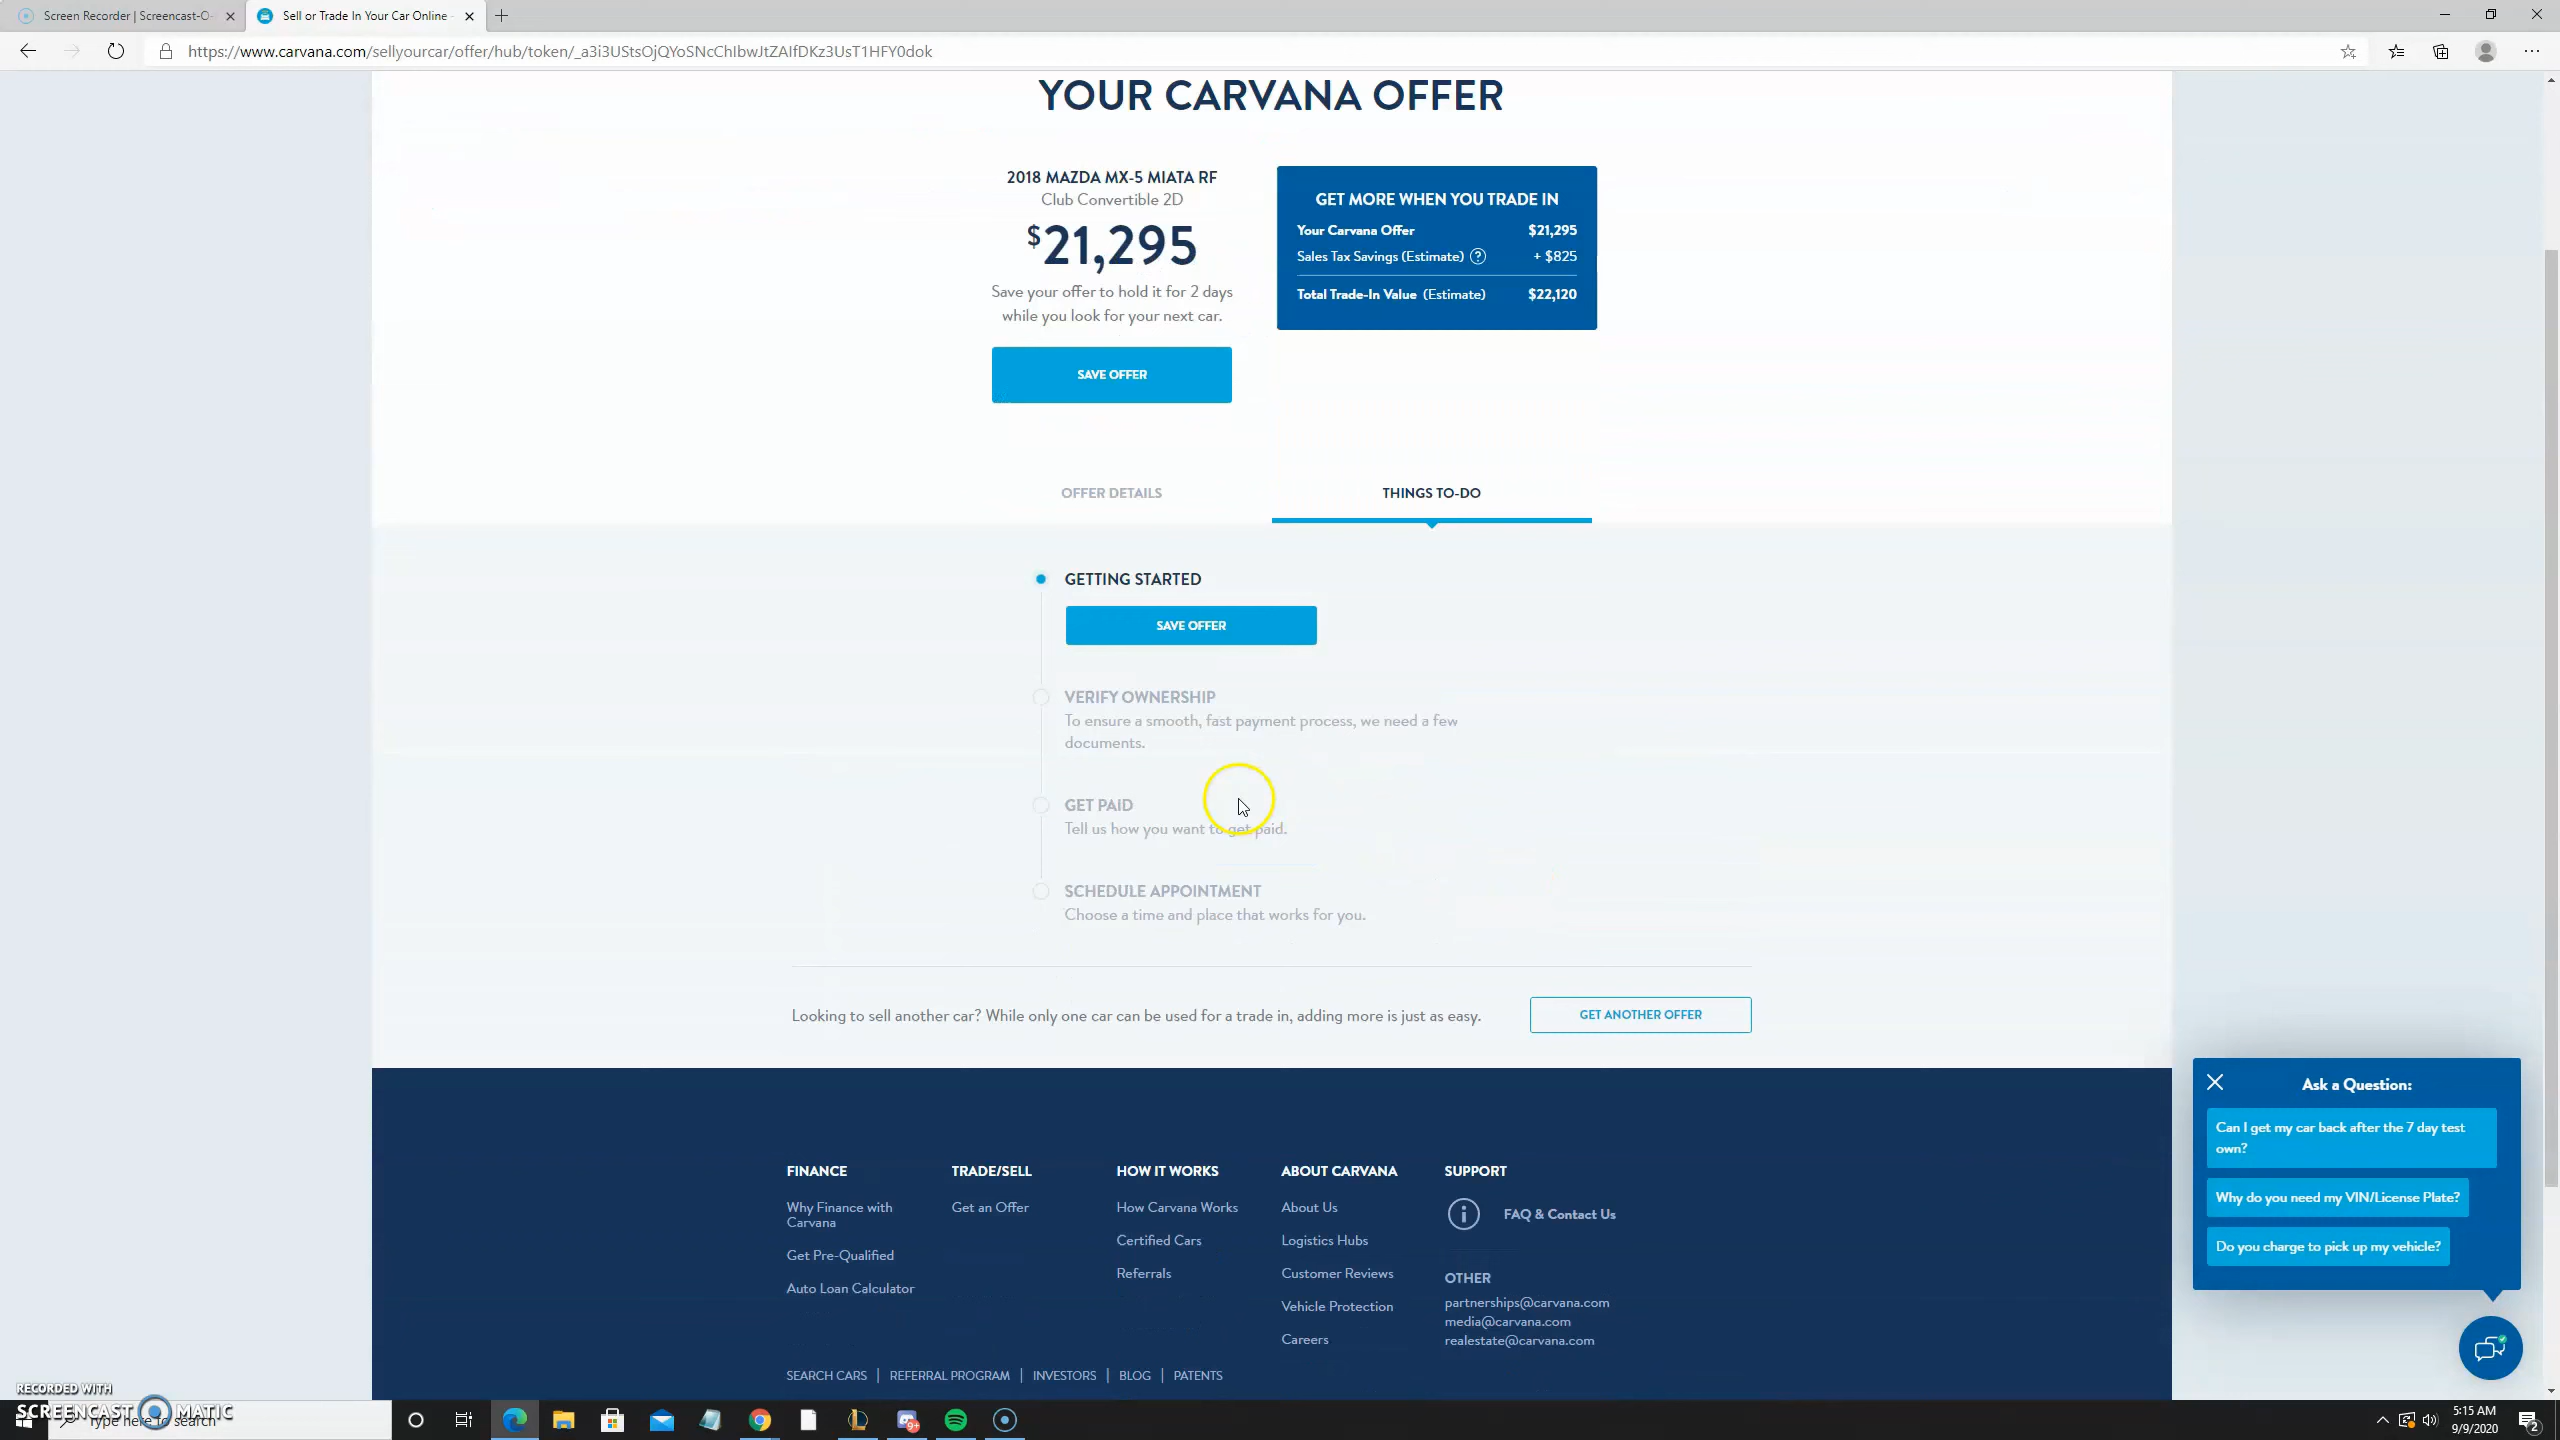 Screen Recorder | Screencast-O-
Sell or Trade In Your Car Online -
https://www.carvana.com/sellyourcar/offer/hub/token/_a3i3UStsOjQYoSNcChIbwJtZAIfDKz3UsT1HFY0dok
YOUR CARVANA OFFER
2018 MAZDA MX-5 MIATA RF
Club Convertible 2D
$21,295
Save your offer to hold it for 2 days
while you look for your next car.
SAVE OFFER
GET MORE WHEN YOU TRADE IN
Your Carvana Offer $21,295
Sales Tax Savings (Estimate) ? + $825
Total Trade-In Value (Estimate) $22,120
OFFER DETAILS
THINGS TO-DO
GETTING STARTED
SAVE OFFER
VERIFY OWNERSHIP
To ensure a smooth, fast payment process, we need a few
documents.
GET PAID
Tell us how you want to get paid.
SCHEDULE APPOINTMENT
Choose a time and place that works for you.
Looking to sell another car? While only one car can be used for a trade in, adding more is just as easy.
GET ANOTHER OFFER
Ask a Question:
Can I get my car back after the 7 day test
own?
Why do you need my VIN/License Plate?
Do you charge to pick up my vehicle?
FINANCE
Why Finance with
Carvana
Get Pre-Qualified
Auto Loan Calculator
TRADE/SELL
Get an Offer
HOW IT WORKS
How Carvana Works
Certified Cars
Referrals
ABOUT CARVANA
About Us
Logistics Hubs
Customer Reviews
Vehicle Protection
Careers
SUPPORT
FAQ & Contact Us
OTHER
partnerships@carvana.com
media@carvana.com
realestate@carvana.com
SEARCH CARS | REFERRAL PROGRAM | INVESTORS | BLOG | PATENTS
RECORDED WITH
SCREENCAST MATIC
Type here to search
9+
5:15 AM
9/9/2020
2